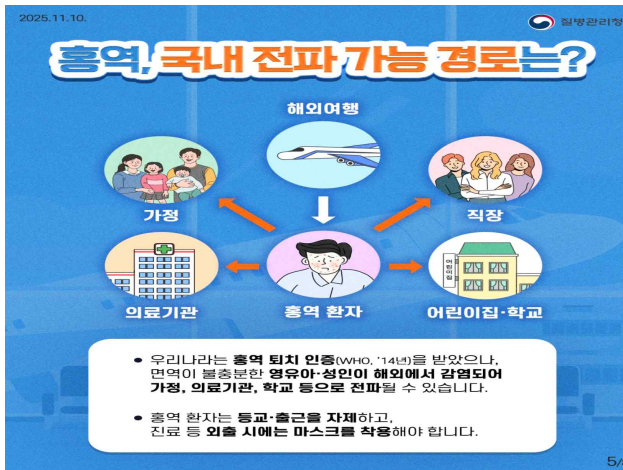 2025.11.10.
질병관리청
홍역, 국내 전파 가능 경로는?
해외여행
가정
직장
어린이집
의료기관
홍역 환자
어린이집·학교
• 우리나라는 홍역 퇴치 인증(WHO, '14년)을 받았으나,
면역이 불충분한 영유아·성인이 해외에서 감염되어
가정, 의료기관, 학교 등으로 전파될 수 있습니다.
• 홍역 환자는 등교·출근을 자제하고,
진료 등 외출 시에는 마스크를 착용해야 합니다.
5/